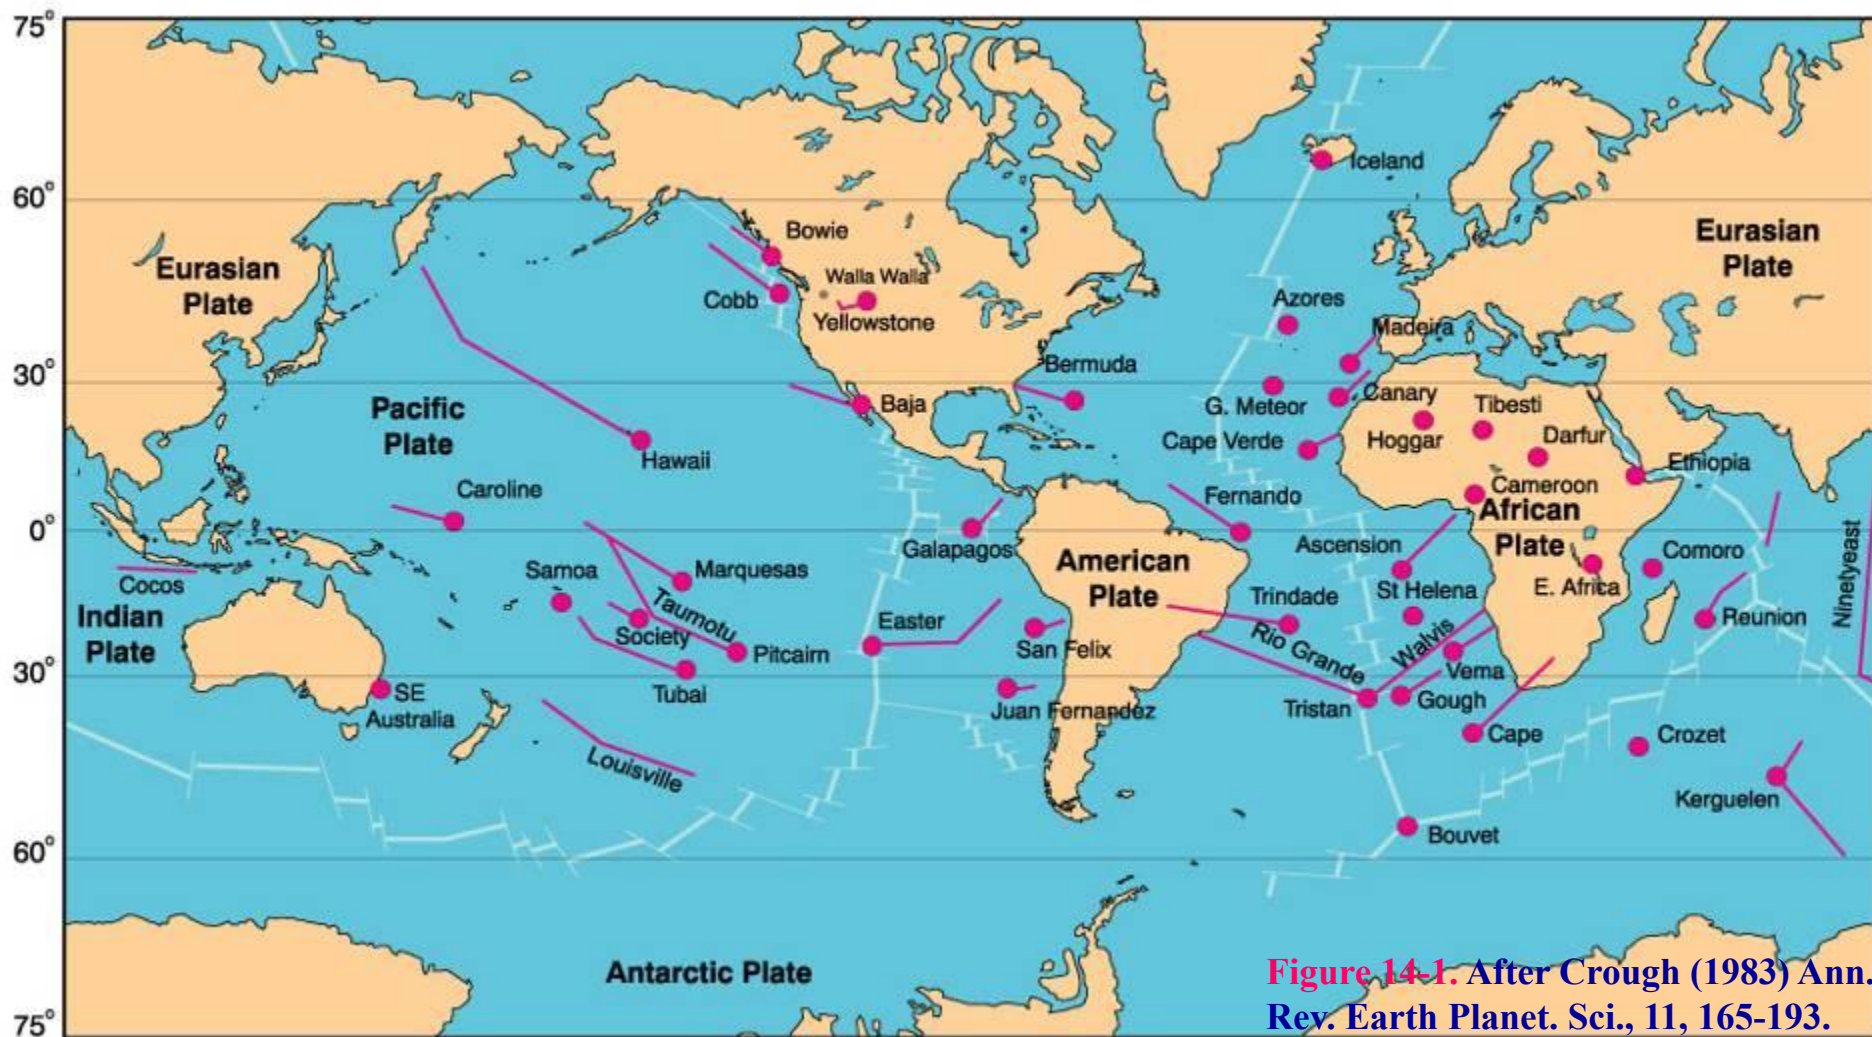 75°
60°
30°
0°
30°
60°
75°
Eurasian
Plate
Pacific
Plate
Indian
Plate
American
Plate
African
Plate
Eurasian
Plate
Antarctic Plate
Iceland
Bowie
Cobb
Walla Walla
Yellowstone
Azores
Madeira
Bermuda
Baja
Canary
G. Meteor
Tibesti
Hoggar
Darfur
Cape Verde
Hawaii
Ethiopia
Caroline
Fernando
Cameroon
Galapagos
Ascension
Comoro
Cocos
Samoa
Marquesas
E. Africa
St Helena
Trindade
Taumotu
Society
Easter
Reunion
Ninetyeast
San Felix
Rio Grande
Walvis
Pitcairn
Vema
Tubai
SE
Australia
Juan Fernandez
Tristan
Gough
Cape
Crozet
Louisville
Kerguelen
Bouvet
Figure 14-1. After Crough (1983) Ann.
Rev. Earth Planet. Sci., 11, 165-193.